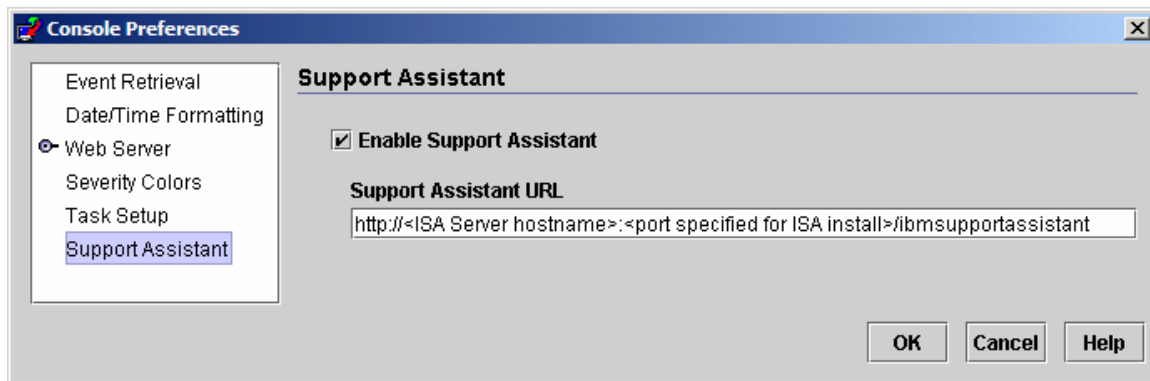 Console Preferences
Event Retrieval
Date/Time Formatting
Web Server
Severity Colors
Task Setup
Support Assistant
Support Assistant
Enable Support Assistant
Support Assistant URL
http://<ISA Server hostname>:<port specified for ISA install>/ibmsupportassistant
OK Cancel Help